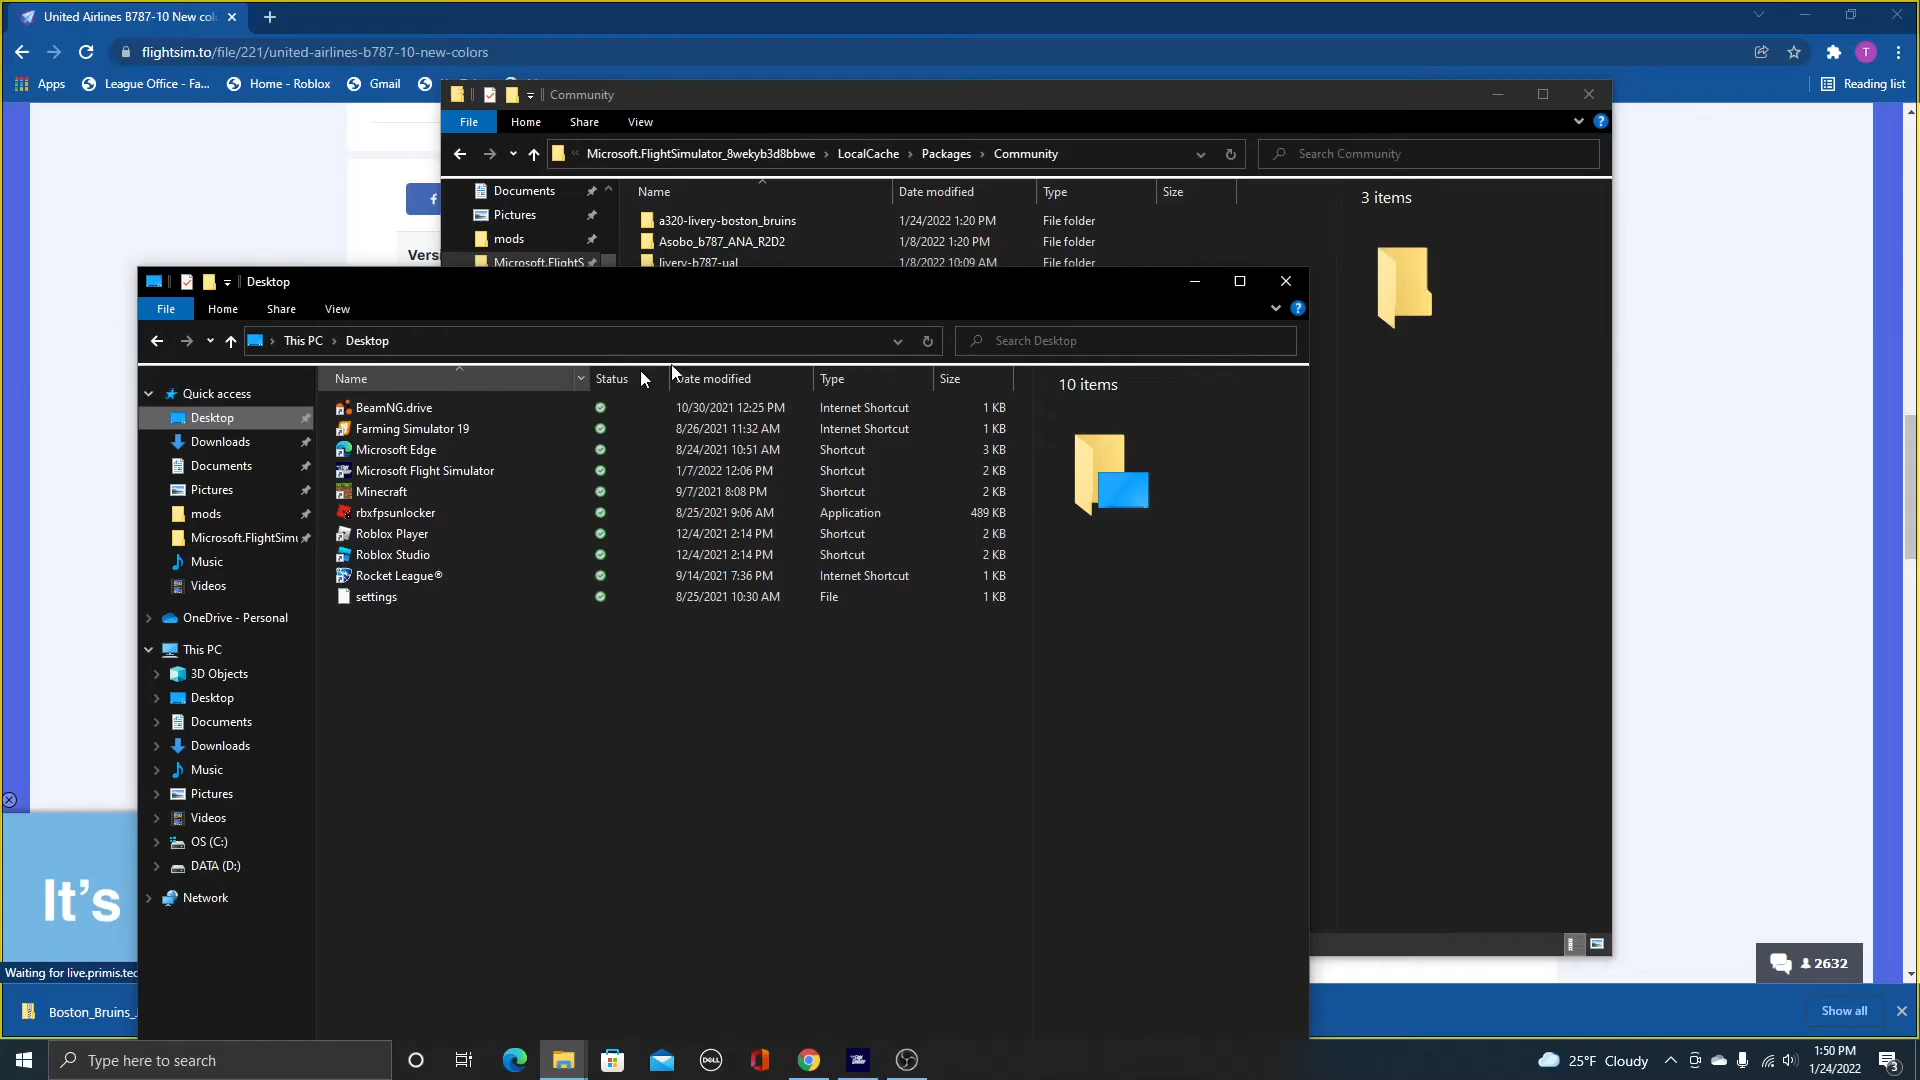 United Airlines B787-10 New col
flightsim.to/file/221/united-airlines-b787-10-new-colors
T
Apps
League Office - Fa...
Home - Roblox
Gmail
Reading list
Community
File Home Share View
Microsoft.FlightSimulator_8wekyb3d8bbwe > LocalCache > Packages > Community
Search Community
Documents
Pictures
mods
Microsoft.FlightS
Name Date modified Type Size
a320-livery-boston_bruins 1/24/2022 1:20 PM File folder
Asobo_b787_ANA_R2D2 1/8/2022 1:20 PM File folder
livery-b787-ual 1/8/2022 10:09 AM File folder
3 items
Versi
Desktop
File Home Share View
This PC > Desktop
Search Desktop
Quick access
Desktop
Downloads
Documents
Pictures
mods
Microsoft.FlightSimu
Music
Videos
OneDrive - Personal
This PC
3D Objects
Desktop
Documents
Downloads
Music
Pictures
Videos
OS (C:)
DATA (D:)
Network
Name Status Date modified Type Size
BeamNG.drive 10/30/2021 12:25 PM Internet Shortcut 1 KB
Farming Simulator 19 8/26/2021 11:32 AM Internet Shortcut 1 KB
Microsoft Edge 8/24/2021 10:51 AM Shortcut 3 KB
Microsoft Flight Simulator 1/7/2022 12:06 PM Shortcut 2 KB
Minecraft 9/7/2021 8:08 PM Shortcut 2 KB
rbxfpsunlocker 8/25/2021 9:06 AM Application 489 KB
Roblox Player 12/4/2021 2:14 PM Shortcut 2 KB
Roblox Studio 12/4/2021 2:14 PM Shortcut 2 KB
Rocket League® 9/14/2021 7:36 PM Internet Shortcut 1 KB
settings 8/25/2021 10:30 AM File 1 KB
10 items
It's
Waiting for live.primis.tec
2632
Boston_Bruins_
Show all
Type here to search
DELL
25°F Cloudy
1:50 PM
1/24/2022
3